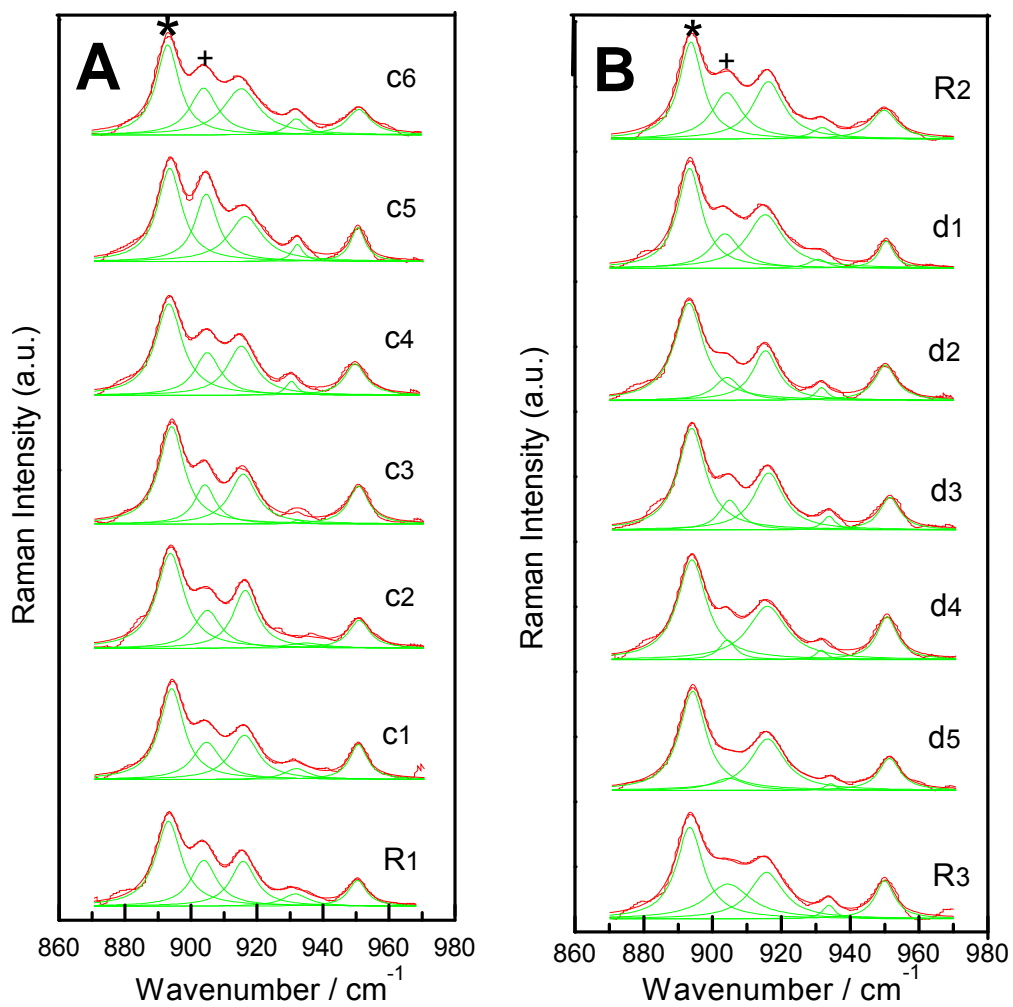 A
*
+
c6
c5
c4
c3
c2
c1
R1
Raman Intensity (a.u.)
860 880 900 920 940 960 980
Wavenumber / cm-1
B
*
+
R2
d1
d2
d3
d4
d5
R3
Raman Intensity (a.u.)
860 880 900 920 940 960 980
Wavenumber / cm-1